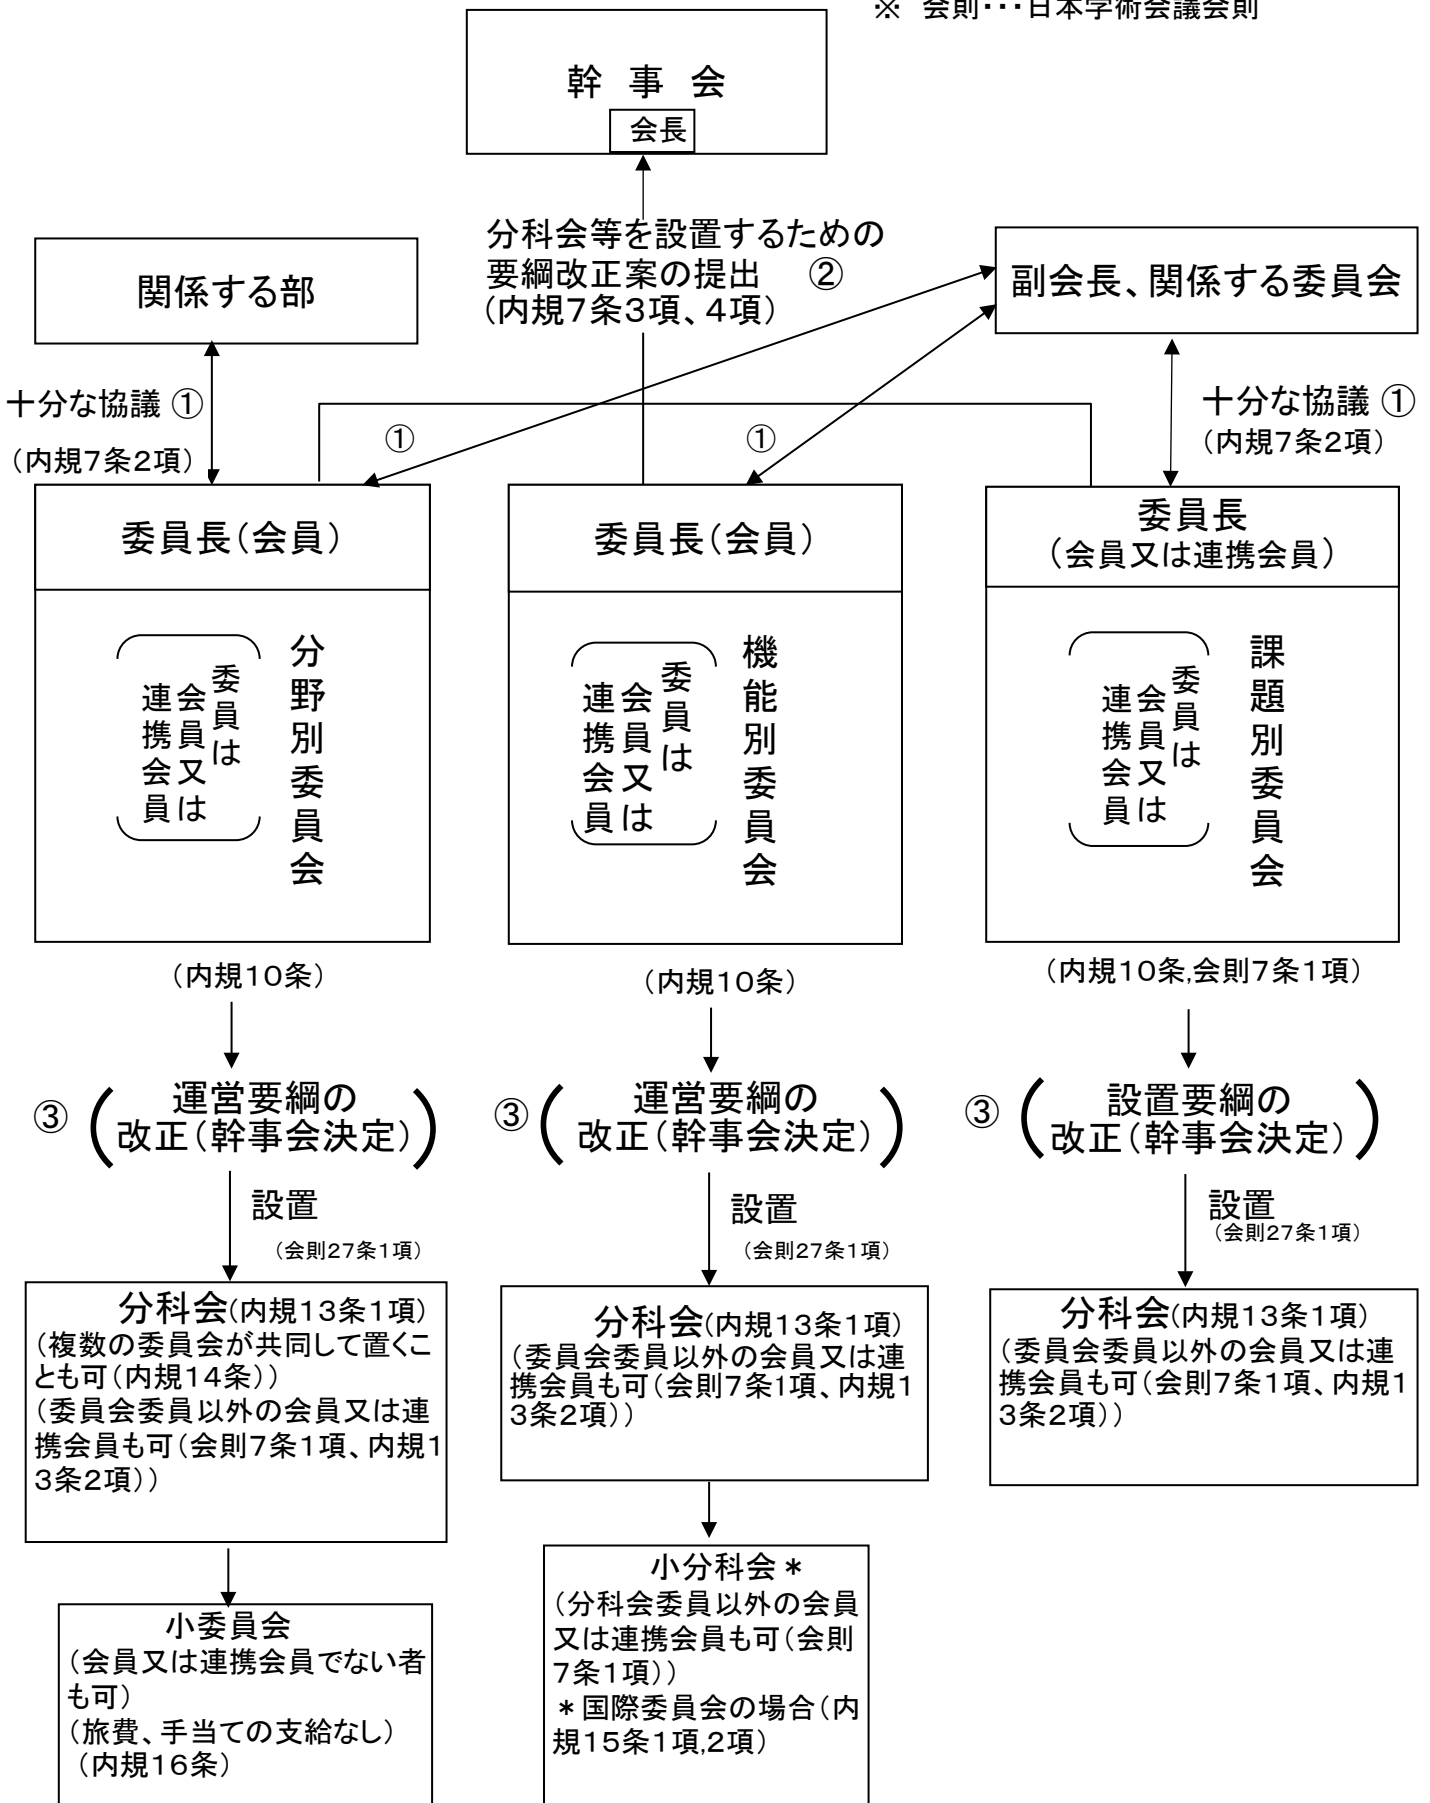 ※　会則･･･日本学術会議会則
幹　事　会
会長
分科会等を設置するための
要綱改正案の提出　②
（内規７条３項、４項）
関係する部
副会長、関係する委員会
十分な協議 ①
（内規７条２項）
①
①
十分な協議 ①
（内規７条２項）
委員長（会員）
分野別委員会
委員は
会員又は
連携会員
委員長（会員）
機能別委員会
委員は
会員又は
連携会員
委員長
（会員又は連携会員）
課題別委員会
委員は
会員又は
連携会員
（内規１０条）
（内規１０条）
（内規１０条,会則７条１項）
③
運営要綱の
改正（幹事会決定）
③
運営要綱の
改正（幹事会決定）
③
設置要綱の
改正（幹事会決定）
設置
（会則２７条１項）
設置
（会則２７条１項）
設置
（会則２７条１項）
分科会(内規１３条１項）
（複数の委員会が共同して置くこ
とも可（内規１４条））
（委員会委員以外の会員又は連
携会員も可（会則７条１項、内規１
３条２項））
分科会(内規１３条１項）
（委員会委員以外の会員又は連
携会員も可（会則７条１項、内規１
３条２項））
分科会(内規１３条１項）
（委員会委員以外の会員又は連
携会員も可（会則７条１項、内規１
３条２項））
小委員会
（会員又は連携会員でない者
も可）
（旅費、手当ての支給なし）
（内規１６条）
小分科会＊
（分科会委員以外の会員
又は連携会員も可（会則
７条１項））
＊国際委員会の場合（内
規１５条１項,２項）